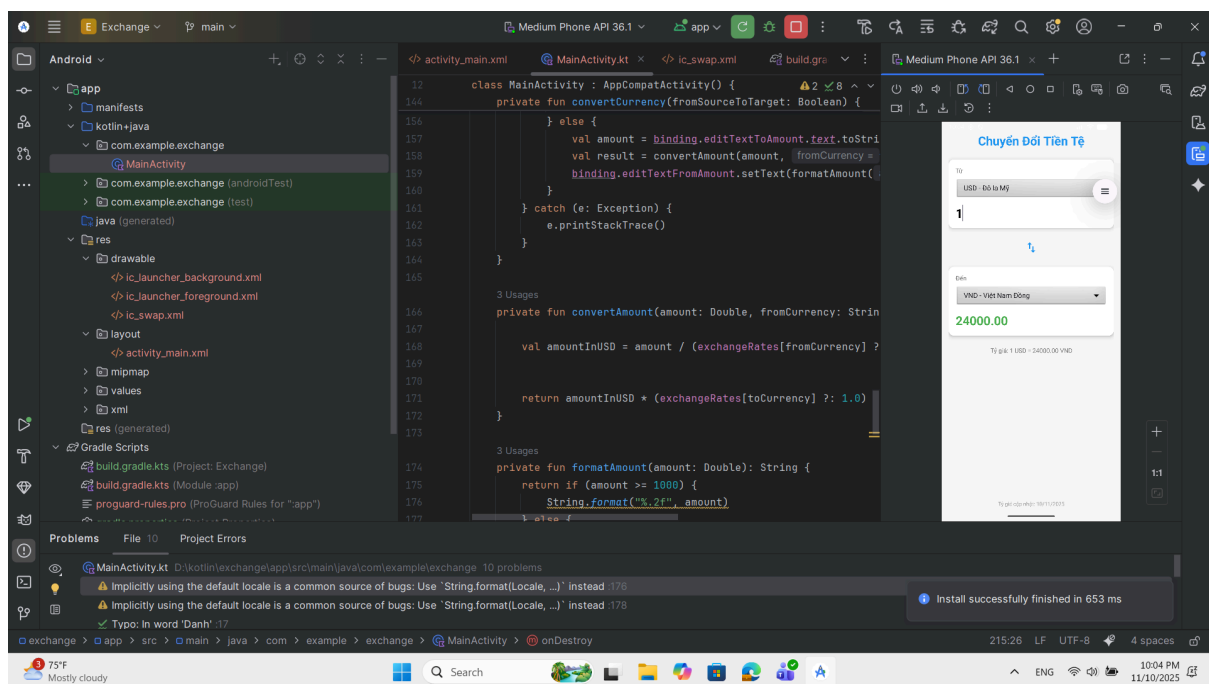 E Exchange main Medium Phone API 36.1 app
Android
app
manifests
kotlin+java
com.example.exchange
MainActivity
com.example.exchange (androidTest)
com.example.exchange (test)
java (generated)
res
drawable
ic_launcher_background.xml
ic_launcher_foreground.xml
ic_swap.xml
layout
activity_main.xml
mipmap
values
xml
res (generated)
Gradle Scripts
build.gradle.kts (Project: Exchange)
build.gradle.kts (Module :app)
proguard-rules.pro (ProGuard Rules for ":app")
activity_main.xml MainActivity.kt ic_swap.xml build.gra
12 class MainActivity : AppCompatActivity() { 2 8
144 private fun convertCurrency(fromSourceToTarget: Boolean) {
156 } else {
157 val amount = binding.editTextToAmount.text.toStri
158 val result = convertAmount(amount, fromCurrency =
159 binding.editTextFromAmount.setText(formatAmount(
160 }
161 } catch (e: Exception) {
162 e.printStackTrace()
163 }
164 }
165
3 Usages
166 private fun convertAmount(amount: Double, fromCurrency: Strin
167
168 val amountInUSD = amount / (exchangeRates[fromCurrency] ?
169
170
171 return amountInUSD * (exchangeRates[toCurrency] ?: 1.0)
172 }
173
3 Usages
174 private fun formatAmount(amount: Double): String {
175 return if (amount >= 1000) {
176 String.format("%.2f", amount)
177 } else {
Medium Phone API 36.1
Chuyển Đổi Tiền Tệ
Từ
USD - Đô la Mỹ
1
Đến
VND - Việt Nam Đồng
24000.00
Tỷ giá: 1 USD = 24000.00 VND
1:1
Problems File 10 Project Errors
MainActivity.kt D:\kotlin\exchange\app\src\main\java\com\example\exchange 10 problems
Implicitly using the default locale is a common source of bugs: Use `String.format(Locale, ...)` instead :176
Implicitly using the default locale is a common source of bugs: Use `String.format(Locale, ...)` instead :178
Typo: In word 'Danh' :17
Install successfully finished in 653 ms
exchange > app > src > main > java > com > example > exchange > MainActivity > onDestroy 215:26 LF UTF-8 4 spaces
3 75°F
Mostly cloudy
Search
ENG
10:04 PM
11/10/2025